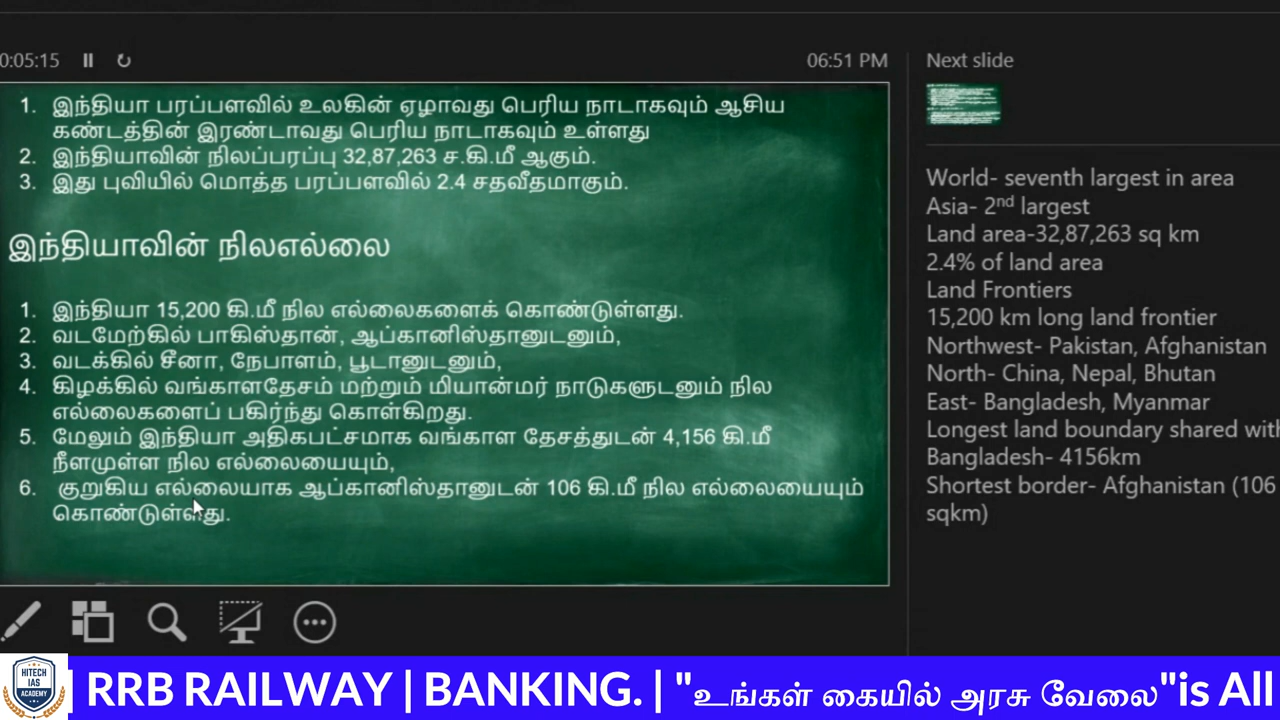 0:05:15
06:51 PM
Next slide
1. இந்தியா பரப்பளவில் உலகின் ஏழாவது பெரிய நாடாகவும் ஆசிய
கண்டத்தின் இரண்டாவது பெரிய நாடாகவும் உள்ளது
2. இந்தியாவின் நிலப்பரப்பு 32,87,263 ச.கி.மீ ஆகும்.
3. இது புவியில் மொத்த பரப்பளவில் 2.4 சதவீதமாகும்.
இந்தியாவின் நிலஎல்லை
1. இந்தியா 15,200 கி.மீ நில எல்லைகளைக் கொண்டுள்ளது.
2. வடமேற்கில் பாகிஸ்தான், ஆப்கானிஸ்தானுடனும்,
3. வடக்கில் சீனா, நேபாளம், பூடானுடனும்,
4. கிழக்கில் வங்காளதேசம் மற்றும் மியான்மர் நாடுகளுடனும் நில
எல்லைகளைப் பகிர்ந்து கொள்கிறது.
5. மேலும் இந்தியா அதிகபட்சமாக வங்காள தேசத்துடன் 4,156 கி.மீ
நீளமுள்ள நில எல்லையையும்,
6. குறுகிய எல்லையாக ஆப்கானிஸ்தானுடன் 106 கி.மீ நில எல்லையையும்
கொண்டுள்ளது.
World- seventh largest in area
Asia- 2nd largest
Land area-32,87,263 sq km
2.4% of land area
Land Frontiers
15,200 km long land frontier
Northwest- Pakistan, Afghanistan
North- China, Nepal, Bhutan
East- Bangladesh, Myanmar
Longest land boundary shared with
Bangladesh- 4156km
Shortest border- Afghanistan (106
sqkm)
HITECH
IAS
ACADEMY
RRB RAILWAY | BANKING. | "உங்கள் கையில் அரசு வேலை"is All